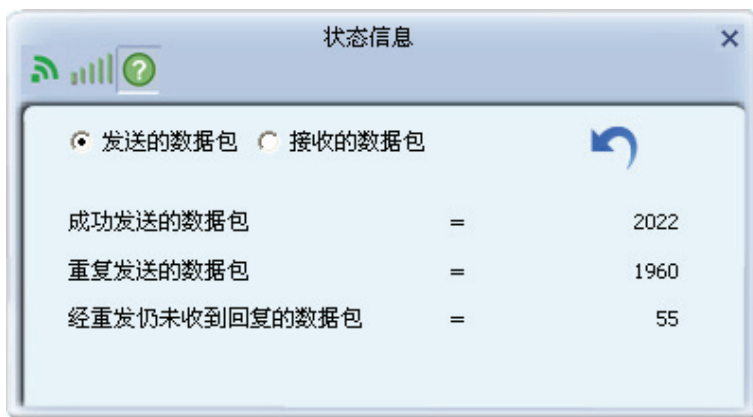 状态信息
发送的数据包 接收的数据包
成功发送的数据包 = 2022
重复发送的数据包 = 1960
经重发仍未收到回复的数据包 = 55